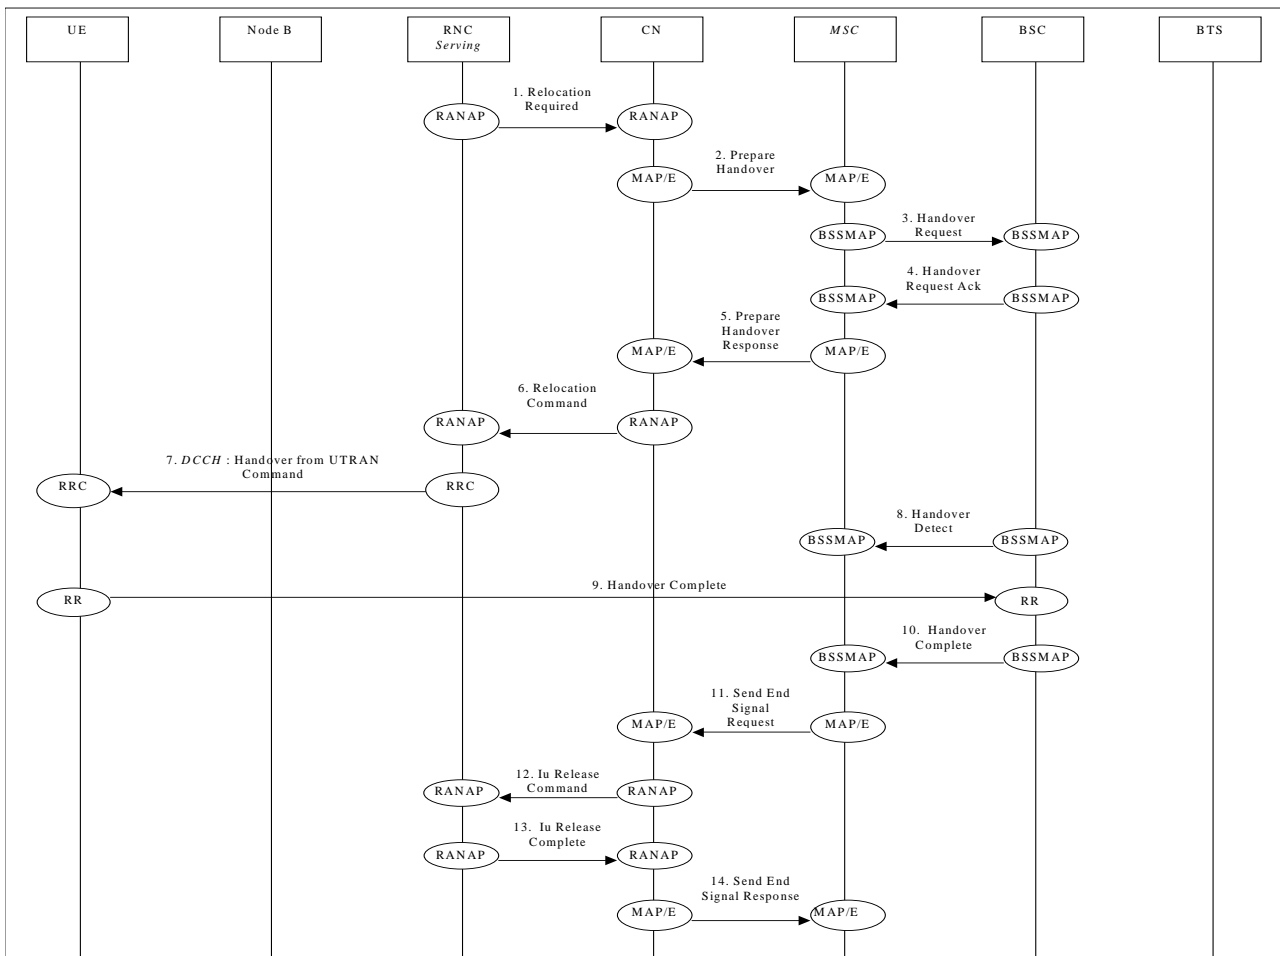 UE
Node B
RNC
Serving
CN
MSC
BSC
BTS
1. Relocation
Required
RANAP
RANAP
2. Prepare
Handover
MAP/E
MAP/E
3. Handover
Request
BSSMAP
BSSMAP
4. Handover
Request Ack
BSSMAP
BSSMAP
5. Prepare
Handover
Response
MAP/E
MAP/E
6. Relocation
Command
RANAP
RANAP
7. DCCH : Handover from UTRAN
Command
RRC
RRC
8. Handover
Detect
BSSMAP
BSSMAP
9. Handover Complete
RR
RR
10. Handover
Complete
BSSMAP
BSSMAP
11. Send End
Signal
Request
MAP/E
MAP/E
12. Iu Release
Command
RANAP
RANAP
13. Iu Release
Complete
RANAP
RANAP
14. Send End
Signal Response
MAP/E
MAP/E